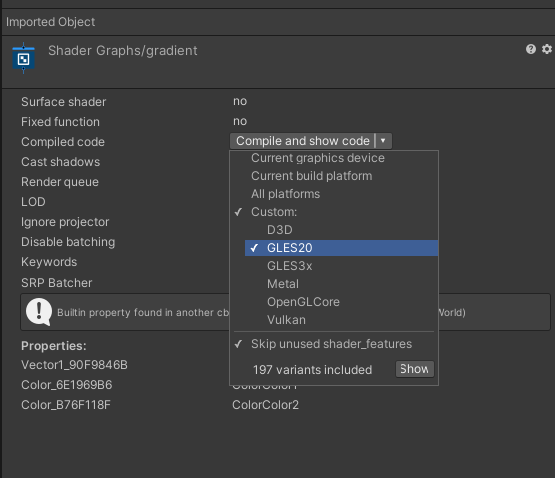 Imported Object
Shader Graphs/gradient
Surface shader no
Fixed function no
Compiled code Compile and show code
Cast shadows Current graphics device
Render queue Current build platform
LOD All platforms
Ignore projector ✓ Custom:
Disable batching D3D
✓ GLES20
Keywords GLES3x
SRP Batcher Metal
Builtin property found in another cb OpenGLCore World)
Vulkan
Properties: ✓ Skip unused shader_features
Vector1_90F9846B 197 variants included Show
Color_6E1969B6
Color_B76F118F ColorColor2